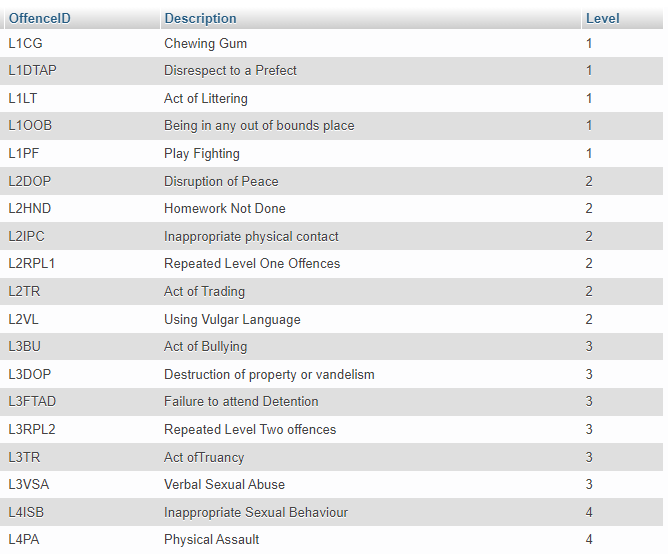 OffenceID Description Level
L1CG Chewing Gum 1
L1DTAP Disrespect to a Prefect 1
L1LT Act of Littering 1
L1OOB Being in any out of bounds place 1
L1PF Play Fighting 1
L2DOP Disruption of Peace 2
L2HND Homework Not Done 2
L2IPC Inappropriate physical contact 2
L2RPL1 Repeated Level One Offences 2
L2TR Act of Trading 2
L2VL Using Vulgar Language 2
L3BU Act of Bullying 3
L3DOP Destruction of property or vandelism 3
L3FTAD Failure to attend Detention 3
L3RPL2 Repeated Level Two offences 3
L3TR Act ofTruancy 3
L3VSA Verbal Sexual Abuse 3
L4ISB Inappropriate Sexual Behaviour 4
L4PA Physical Assault 4